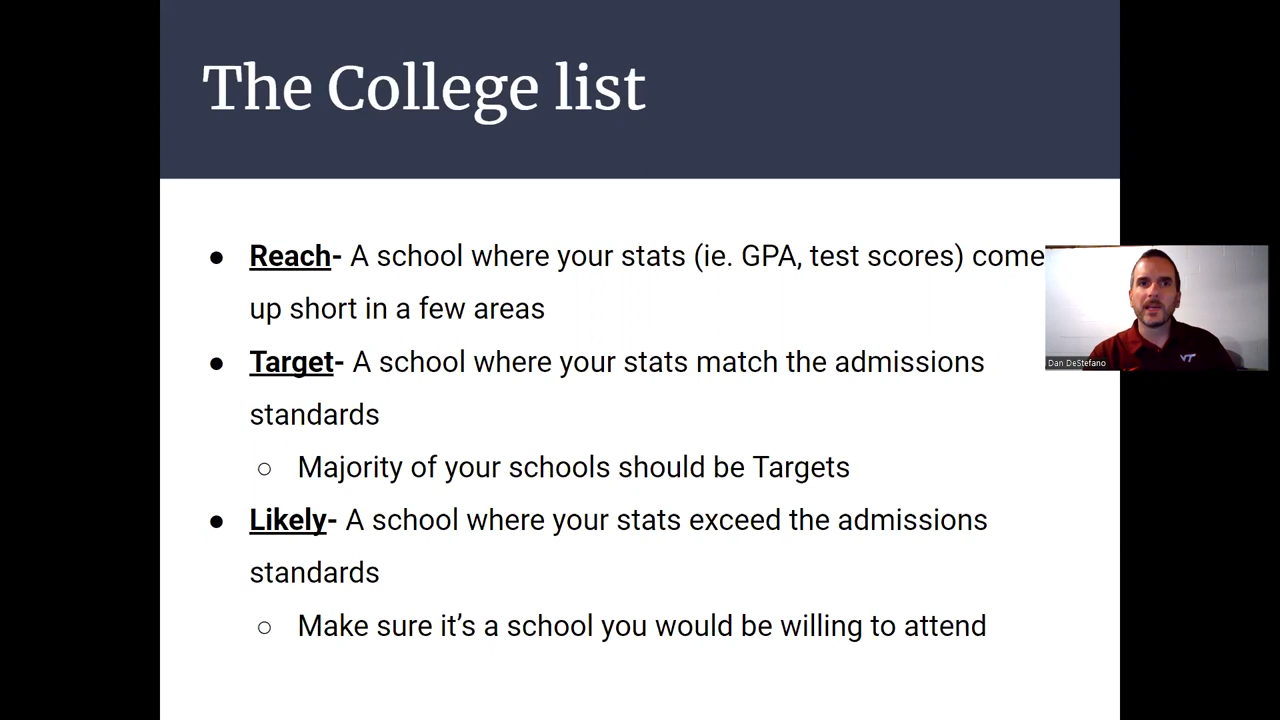 The College list
● Reach- A school where your stats (ie. GPA, test scores) come
up short in a few areas
● Target- A school where your stats match the admissions
standards
○ Majority of your schools should be Targets
● Likely- A school where your stats exceed the admissions
standards
○ Make sure it’s a school you would be willing to attend
Dan DeStefano
VT